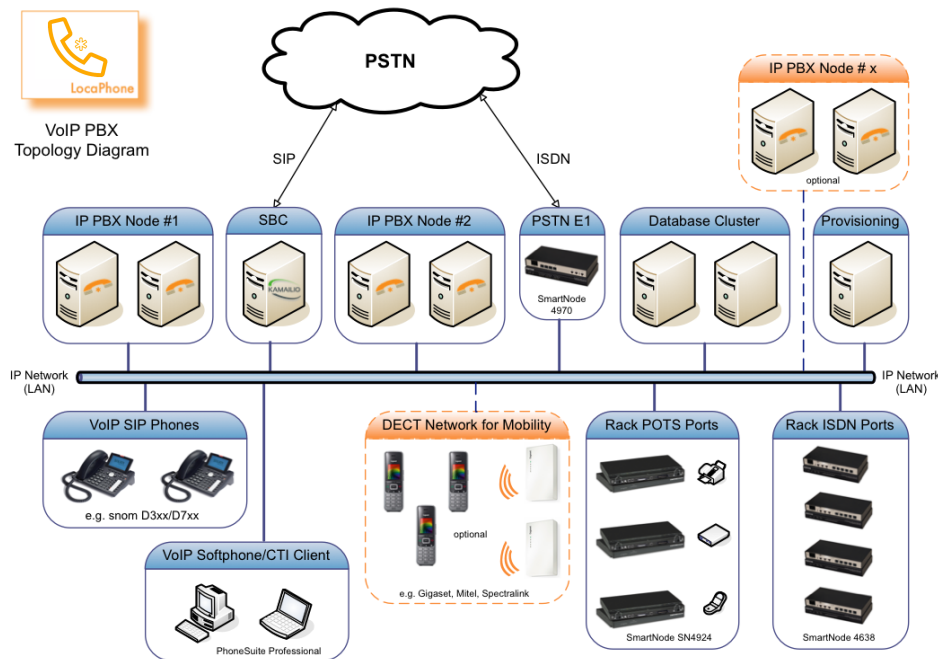 LocaPhone
VoIP PBX
Topology Diagram
PSTN
SIP
ISDN
IP PBX Node # x
optional
IP PBX Node #1
SBC
KAMAILIO
IP PBX Node #2
PSTN E1
SmartNode
4970
Database Cluster
Provisioning
IP Network
(LAN)
IP Network
(LAN)
VoIP SIP Phones
e.g. snom D3xx/D7xx
VoIP Softphone/CTI Client
PhoneSuite Professional
DECT Network for Mobility
optional
e.g. Gigaset, Mitel, Spectralink
Rack POTS Ports
SmartNode SN4924
Rack ISDN Ports
SmartNode 4638